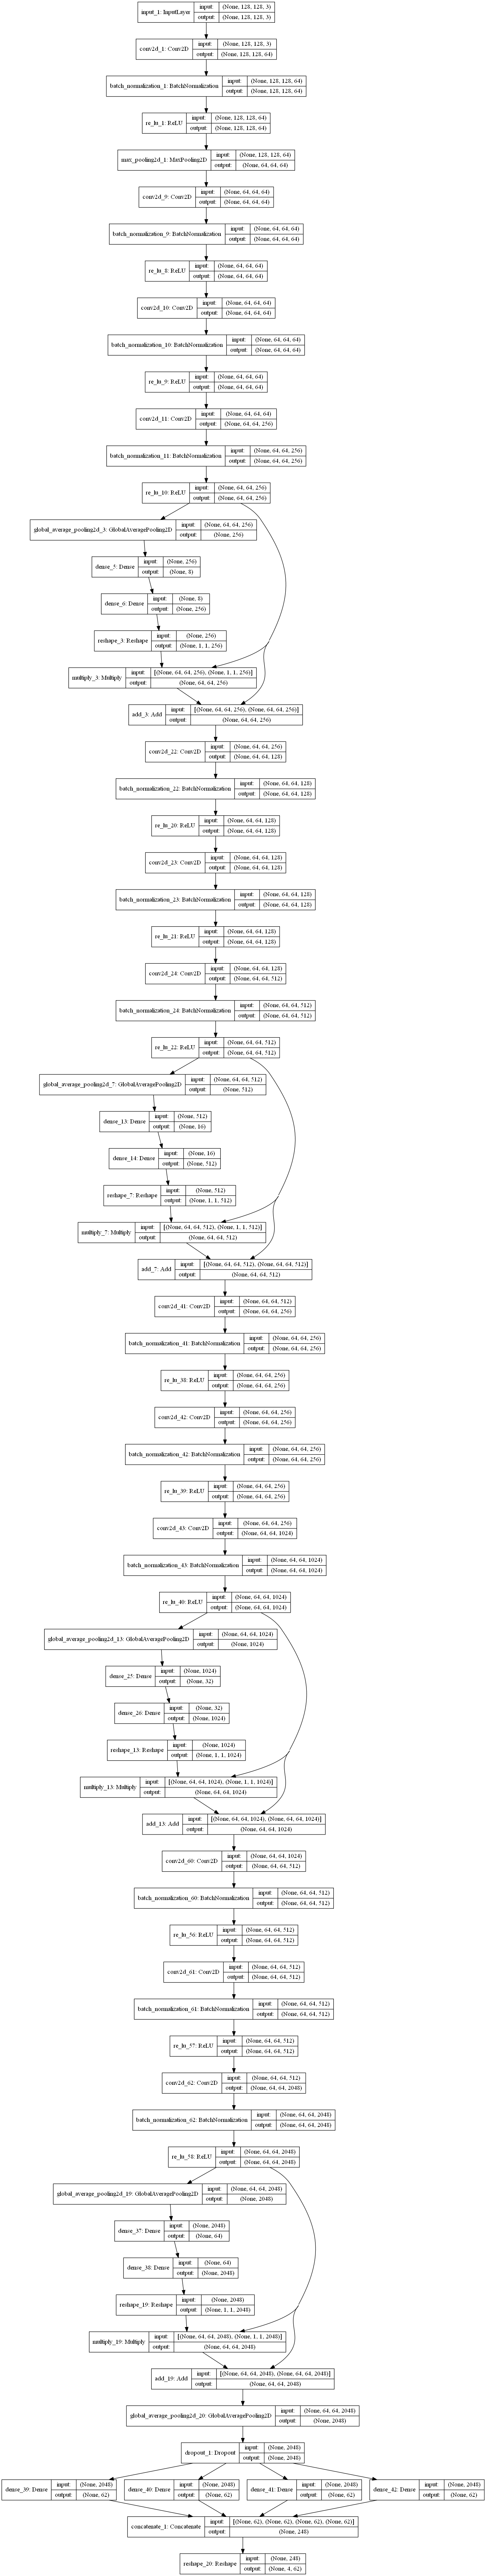 input_1: InputLayer input: (None, 128, 128, 3)
output: (None, 128, 128, 3)
conv2d_1: Conv2D input: (None, 128, 128, 3)
output: (None, 128, 128, 64)
batch_normalization_1: BatchNormalization input: (None, 128, 128, 64)
output: (None, 128, 128, 64)
re_lu_1: ReLU input: (None, 128, 128, 64)
output: (None, 128, 128, 64)
max_pooling2d_1: MaxPooling2D input: (None, 128, 128, 64)
output: (None, 64, 64, 64)
conv2d_9: Conv2D input: (None, 64, 64, 64)
output: (None, 64, 64, 64)
batch_normalization_9: BatchNormalization input: (None, 64, 64, 64)
output: (None, 64, 64, 64)
re_lu_8: ReLU input: (None, 64, 64, 64)
output: (None, 64, 64, 64)
conv2d_10: Conv2D input: (None, 64, 64, 64)
output: (None, 64, 64, 64)
batch_normalization_10: BatchNormalization input: (None, 64, 64, 64)
output: (None, 64, 64, 64)
re_lu_9: ReLU input: (None, 64, 64, 64)
output: (None, 64, 64, 64)
conv2d_11: Conv2D input: (None, 64, 64, 64)
output: (None, 64, 64, 256)
batch_normalization_11: BatchNormalization input: (None, 64, 64, 256)
output: (None, 64, 64, 256)
re_lu_10: ReLU input: (None, 64, 64, 256)
output: (None, 64, 64, 256)
global_average_pooling2d_3: GlobalAveragePooling2D input: (None, 64, 64, 256)
output: (None, 256)
dense_5: Dense input: (None, 256)
output: (None, 8)
dense_6: Dense input: (None, 8)
output: (None, 256)
reshape_3: Reshape input: (None, 256)
output: (None, 1, 1, 256)
multiply_3: Multiply input: [(None, 64, 64, 256), (None, 1, 1, 256)]
output: (None, 64, 64, 256)
add_3: Add input: [(None, 64, 64, 256), (None, 64, 64, 256)]
output: (None, 64, 64, 256)
conv2d_22: Conv2D input: (None, 64, 64, 256)
output: (None, 64, 64, 128)
batch_normalization_22: BatchNormalization input: (None, 64, 64, 128)
output: (None, 64, 64, 128)
re_lu_20: ReLU input: (None, 64, 64, 128)
output: (None, 64, 64, 128)
conv2d_23: Conv2D input: (None, 64, 64, 128)
output: (None, 64, 64, 128)
batch_normalization_23: BatchNormalization input: (None, 64, 64, 128)
output: (None, 64, 64, 128)
re_lu_21: ReLU input: (None, 64, 64, 128)
output: (None, 64, 64, 128)
conv2d_24: Conv2D input: (None, 64, 64, 128)
output: (None, 64, 64, 512)
batch_normalization_24: BatchNormalization input: (None, 64, 64, 512)
output: (None, 64, 64, 512)
re_lu_22: ReLU input: (None, 64, 64, 512)
output: (None, 64, 64, 512)
global_average_pooling2d_7: GlobalAveragePooling2D input: (None, 64, 64, 512)
output: (None, 512)
dense_13: Dense input: (None, 512)
output: (None, 16)
dense_14: Dense input: (None, 16)
output: (None, 512)
reshape_7: Reshape input: (None, 512)
output: (None, 1, 1, 512)
multiply_7: Multiply input: [(None, 64, 64, 512), (None, 1, 1, 512)]
output: (None, 64, 64, 512)
add_7: Add input: [(None, 64, 64, 512), (None, 64, 64, 512)]
output: (None, 64, 64, 512)
conv2d_41: Conv2D input: (None, 64, 64, 512)
output: (None, 64, 64, 256)
batch_normalization_41: BatchNormalization input: (None, 64, 64, 256)
output: (None, 64, 64, 256)
re_lu_38: ReLU input: (None, 64, 64, 256)
output: (None, 64, 64, 256)
conv2d_42: Conv2D input: (None, 64, 64, 256)
output: (None, 64, 64, 256)
batch_normalization_42: BatchNormalization input: (None, 64, 64, 256)
output: (None, 64, 64, 256)
re_lu_39: ReLU input: (None, 64, 64, 256)
output: (None, 64, 64, 256)
conv2d_43: Conv2D input: (None, 64, 64, 256)
output: (None, 64, 64, 1024)
batch_normalization_43: BatchNormalization input: (None, 64, 64, 1024)
output: (None, 64, 64, 1024)
re_lu_40: ReLU input: (None, 64, 64, 1024)
output: (None, 64, 64, 1024)
global_average_pooling2d_13: GlobalAveragePooling2D input: (None, 64, 64, 1024)
output: (None, 1024)
dense_25: Dense input: (None, 1024)
output: (None, 32)
dense_26: Dense input: (None, 32)
output: (None, 1024)
reshape_13: Reshape input: (None, 1024)
output: (None, 1, 1, 1024)
multiply_13: Multiply input: [(None, 64, 64, 1024), (None, 1, 1, 1024)]
output: (None, 64, 64, 1024)
add_13: Add input: [(None, 64, 64, 1024), (None, 64, 64, 1024)]
output: (None, 64, 64, 1024)
conv2d_60: Conv2D input: (None, 64, 64, 1024)
output: (None, 64, 64, 512)
batch_normalization_60: BatchNormalization input: (None, 64, 64, 512)
output: (None, 64, 64, 512)
re_lu_56: ReLU input: (None, 64, 64, 512)
output: (None, 64, 64, 512)
conv2d_61: Conv2D input: (None, 64, 64, 512)
output: (None, 64, 64, 512)
batch_normalization_61: BatchNormalization input: (None, 64, 64, 512)
output: (None, 64, 64, 512)
re_lu_57: ReLU input: (None, 64, 64, 512)
output: (None, 64, 64, 512)
conv2d_62: Conv2D input: (None, 64, 64, 512)
output: (None, 64, 64, 2048)
batch_normalization_62: BatchNormalization input: (None, 64, 64, 2048)
output: (None, 64, 64, 2048)
re_lu_58: ReLU input: (None, 64, 64, 2048)
output: (None, 64, 64, 2048)
global_average_pooling2d_19: GlobalAveragePooling2D input: (None, 64, 64, 2048)
output: (None, 2048)
dense_37: Dense input: (None, 2048)
output: (None, 64)
dense_38: Dense input: (None, 64)
output: (None, 2048)
reshape_19: Reshape input: (None, 2048)
output: (None, 1, 1, 2048)
multiply_19: Multiply input: [(None, 64, 64, 2048), (None, 1, 1, 2048)]
output: (None, 64, 64, 2048)
add_19: Add input: [(None, 64, 64, 2048), (None, 64, 64, 2048)]
output: (None, 64, 64, 2048)
global_average_pooling2d_20: GlobalAveragePooling2D input: (None, 64, 64, 2048)
output: (None, 2048)
dropout_1: Dropout input: (None, 2048)
output: (None, 2048)
dense_39: Dense input: (None, 2048) dense_40: Dense input: (None, 2048) dense_41: Dense input: (None, 2048) dense_42: Dense input: (None, 2048)
output: (None, 62) output: (None, 62) output: (None, 62) output: (None, 62)
concatenate_1: Concatenate input: [(None, 62), (None, 62), (None, 62), (None, 62)]
output: (None, 248)
reshape_20: Reshape input: (None, 248)
output: (None, 4, 62)